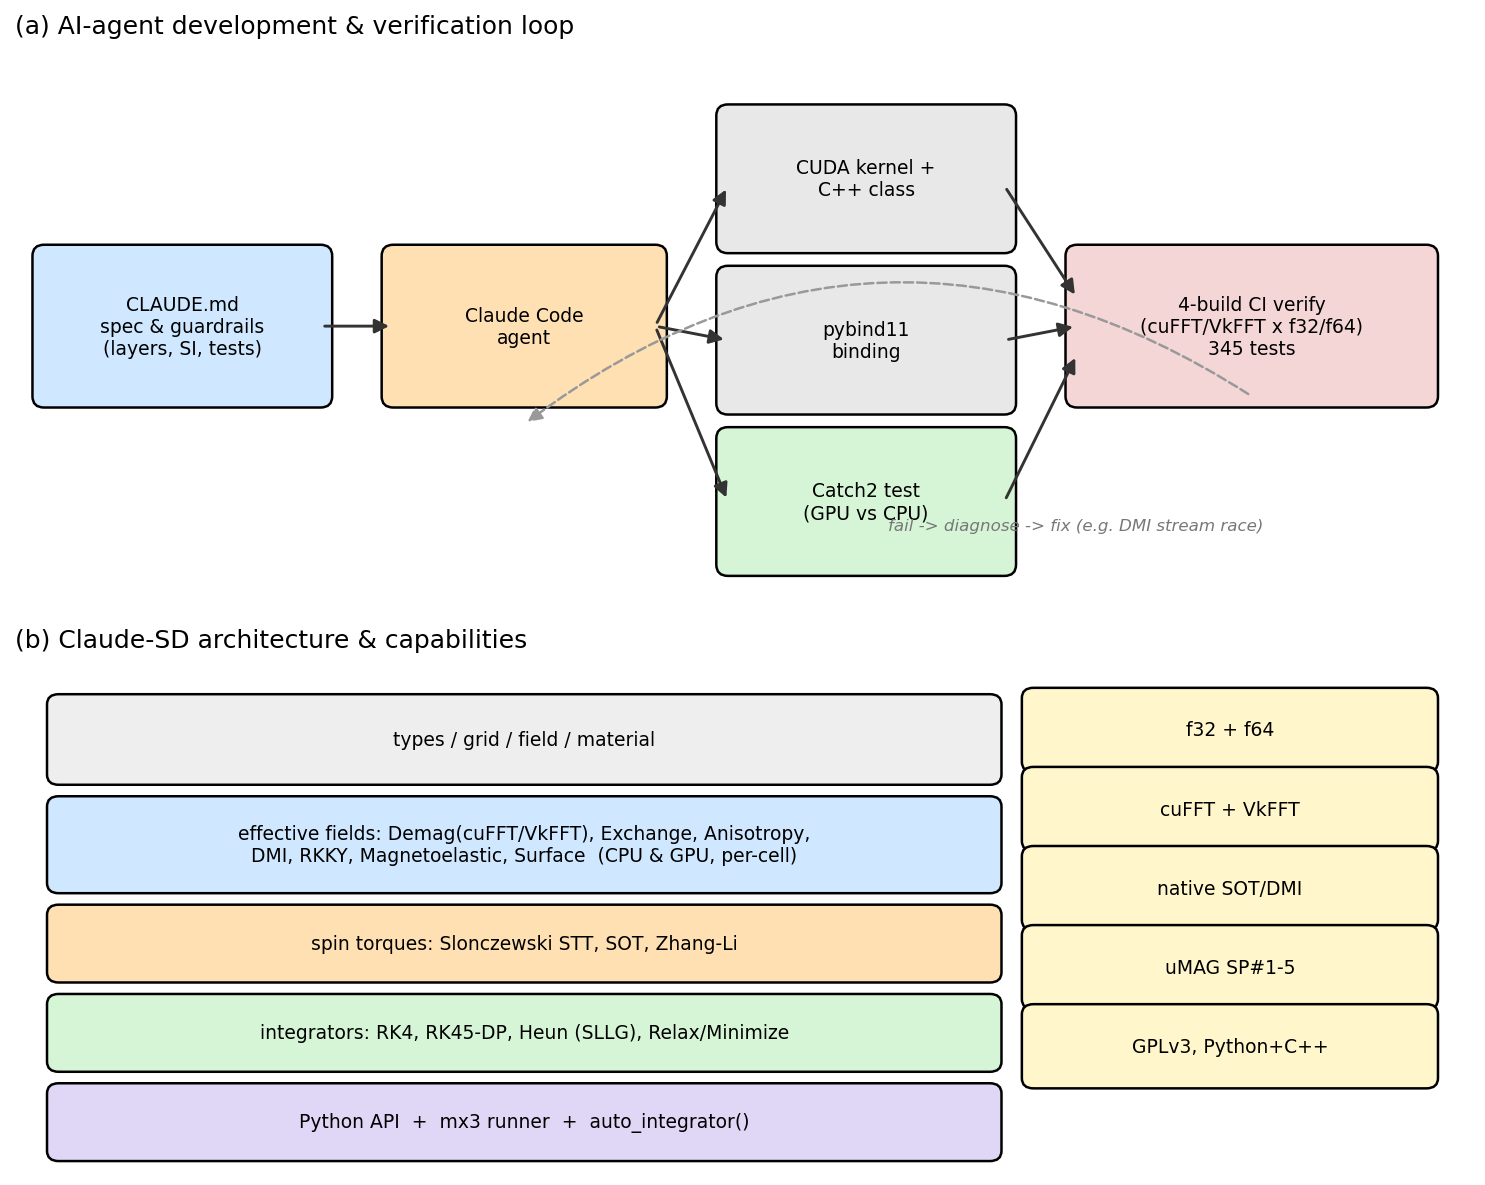 (a) AI-agent development & verification loop
CUDA kernel +
C++ class
CLAUDE.md
spec & guardrails
(layers, SI, tests)
Claude Code
agent
pybind11
binding
4-build CI verify
(cuFFT/VkFFT x f32/f64)
345 tests
Catch2 test
(GPU vs CPU)
fail -> diagnose -> fix (e.g. DMI stream race)
(b) Claude-SD architecture & capabilities
types / grid / field / material
effective fields: Demag(cuFFT/VkFFT), Exchange, Anisotropy,
DMI, RKKY, Magnetoelastic, Surface  (CPU & GPU, per-cell)
spin torques: Slonczewski STT, SOT, Zhang-Li
integrators: RK4, RK45-DP, Heun (SLLG), Relax/Minimize
Python API  +  mx3 runner  +  auto_integrator()
f32 + f64
cuFFT + VkFFT
native SOT/DMI
uMAG SP#1-5
GPLv3, Python+C++